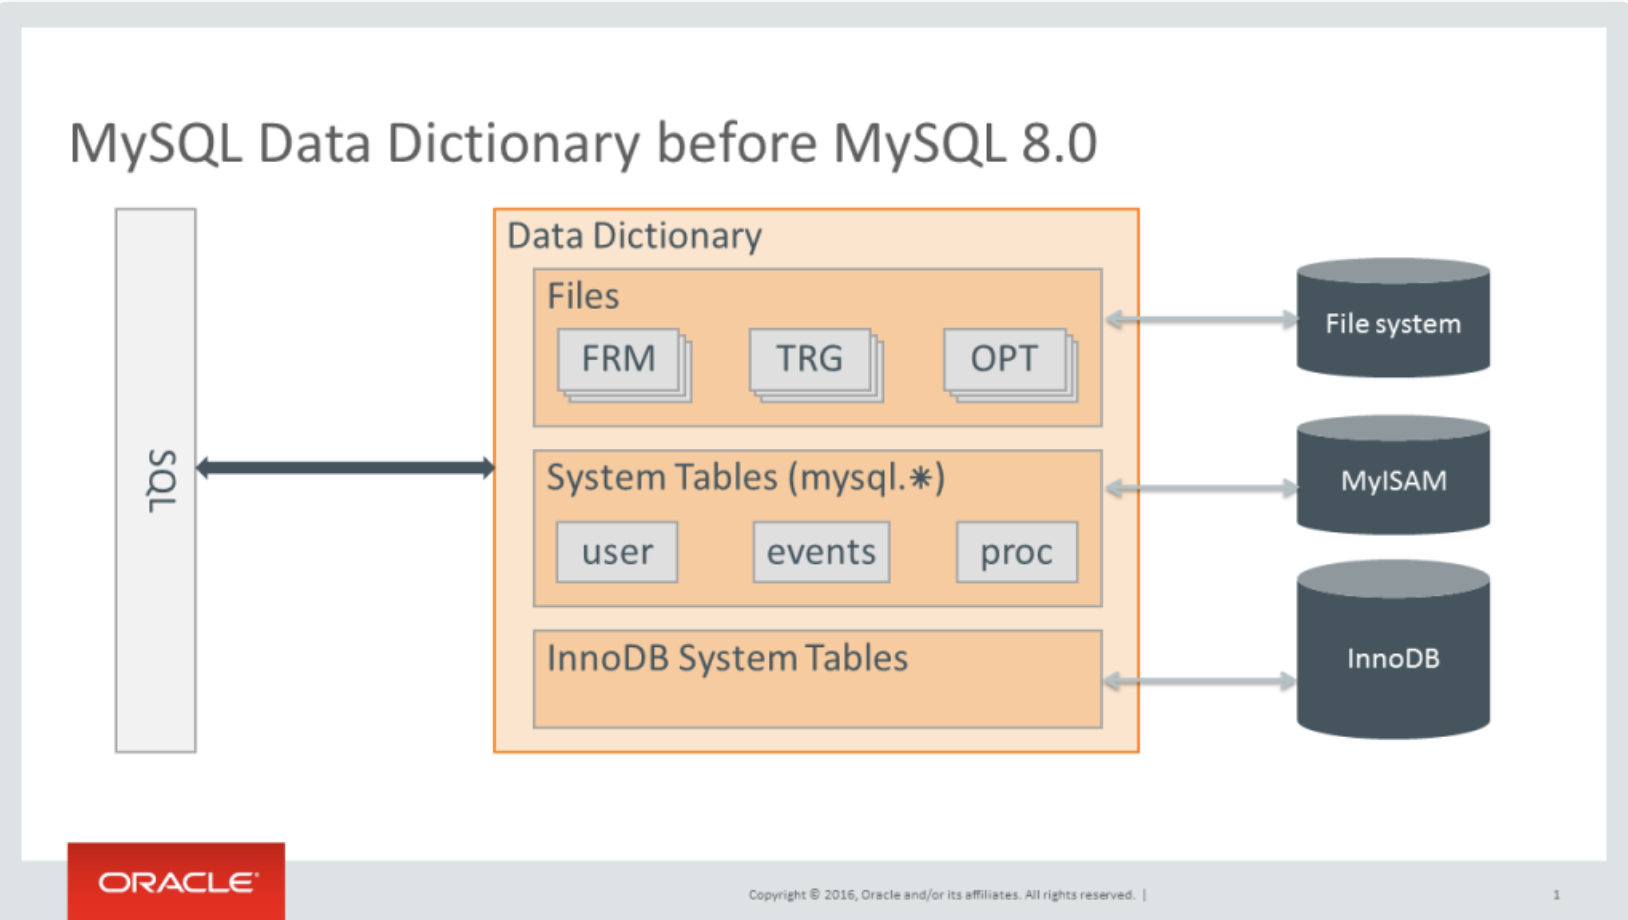 MySQL Data Dictionary before MySQL 8.0
SQL
Data Dictionary
Files
FRM
TRG
OPT
System Tables (mysql.*)
user
events
proc
InnoDB System Tables
File system
MyISAM
InnoDB
ORACLE
Copyright © 2016, Oracle and/or its affiliates. All rights reserved. |
1